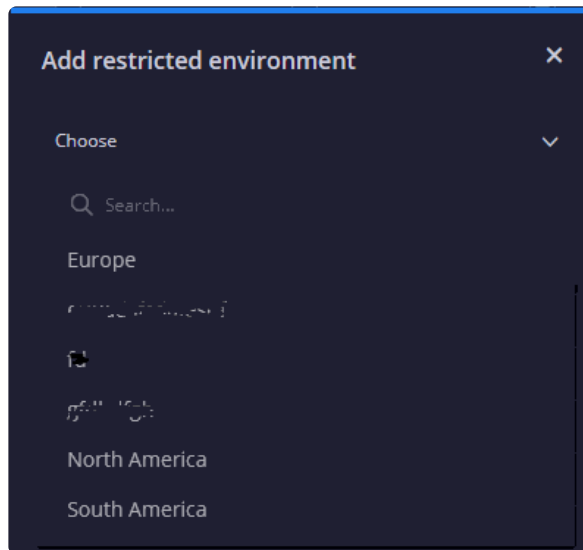 Add restricted environment
Choose
Search...
Europe
North America
South America